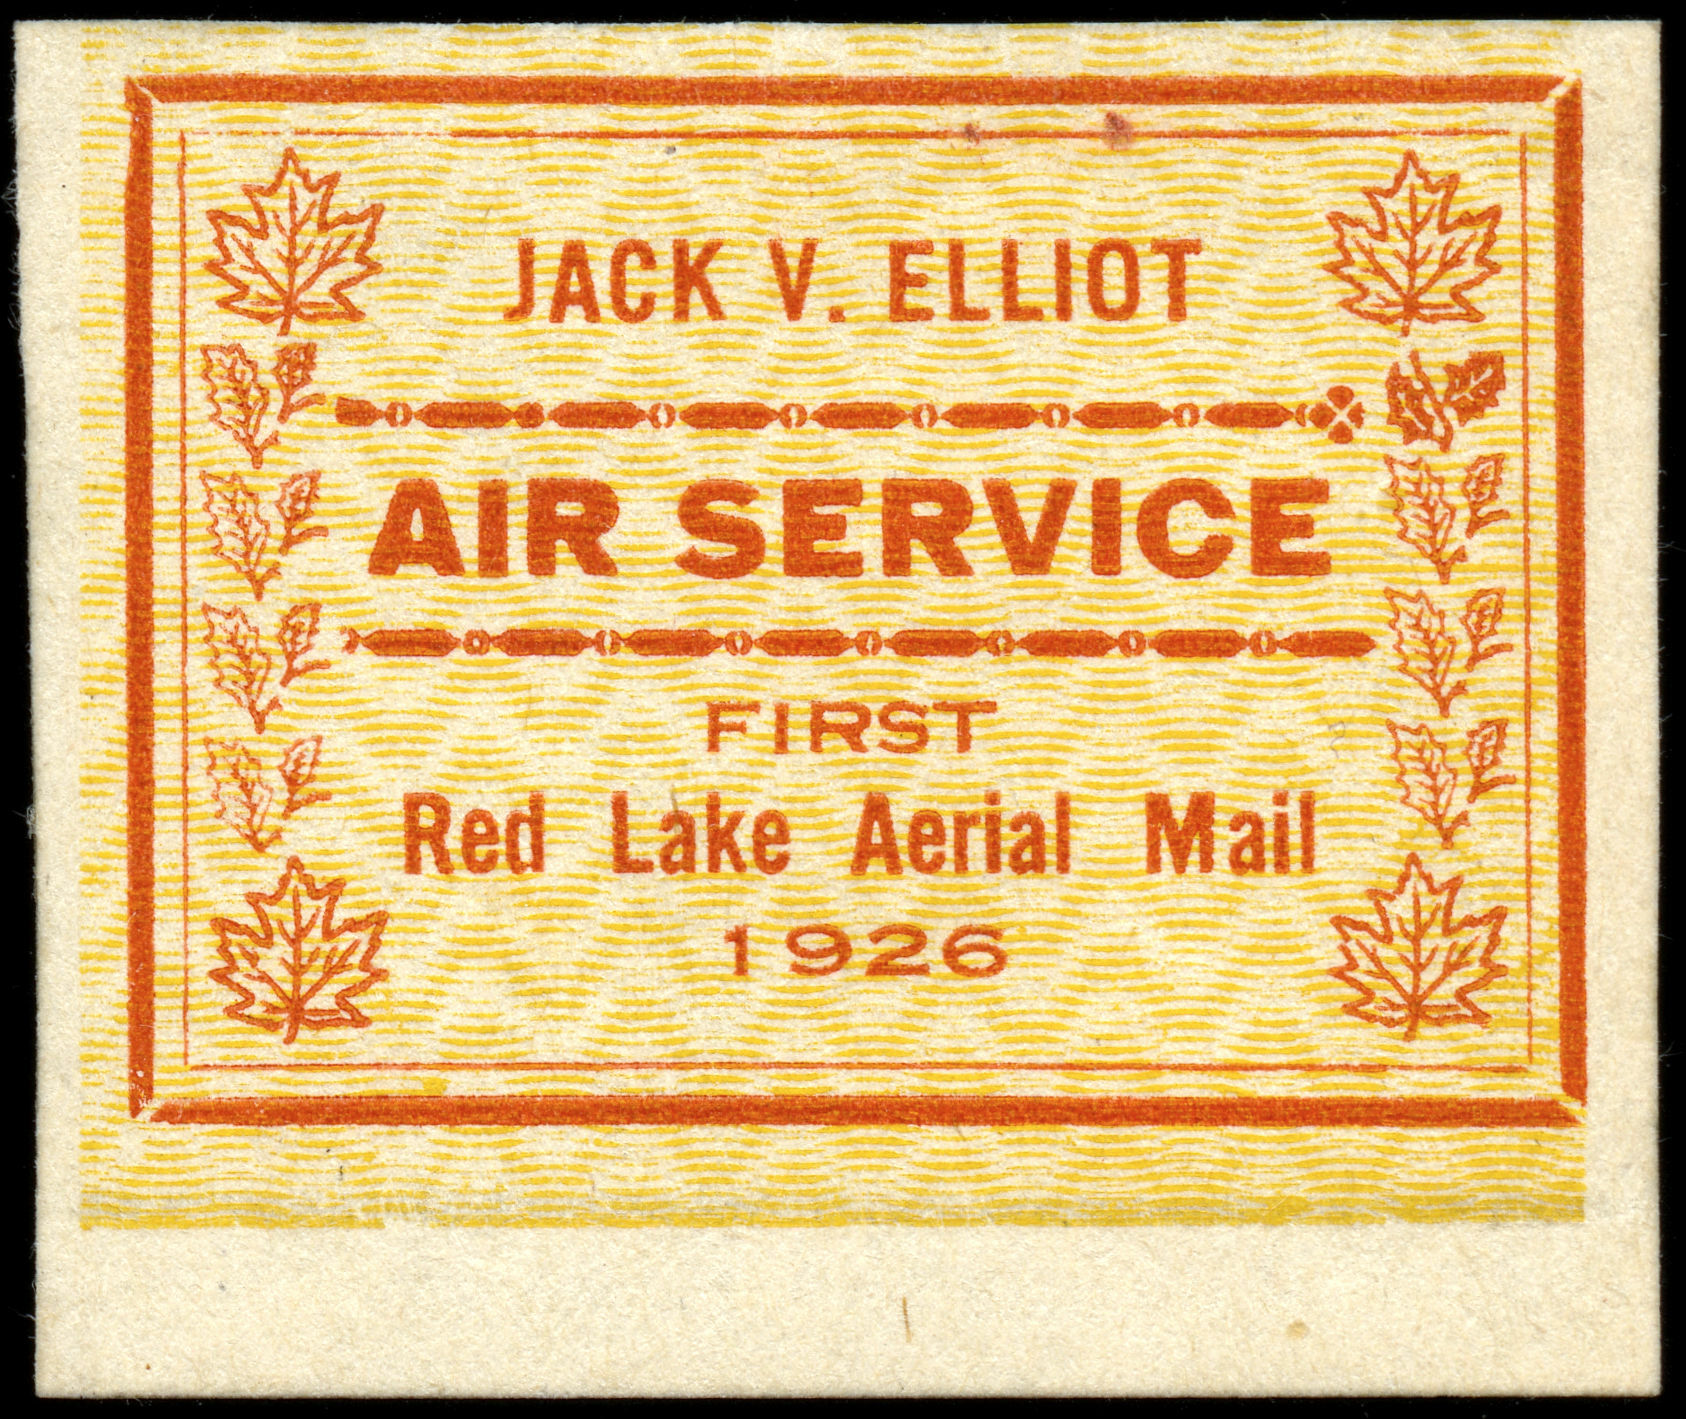 JACK V. ELLIOT
AIR SERVICE
FIRST
Red Lake Aerial Mail
1926